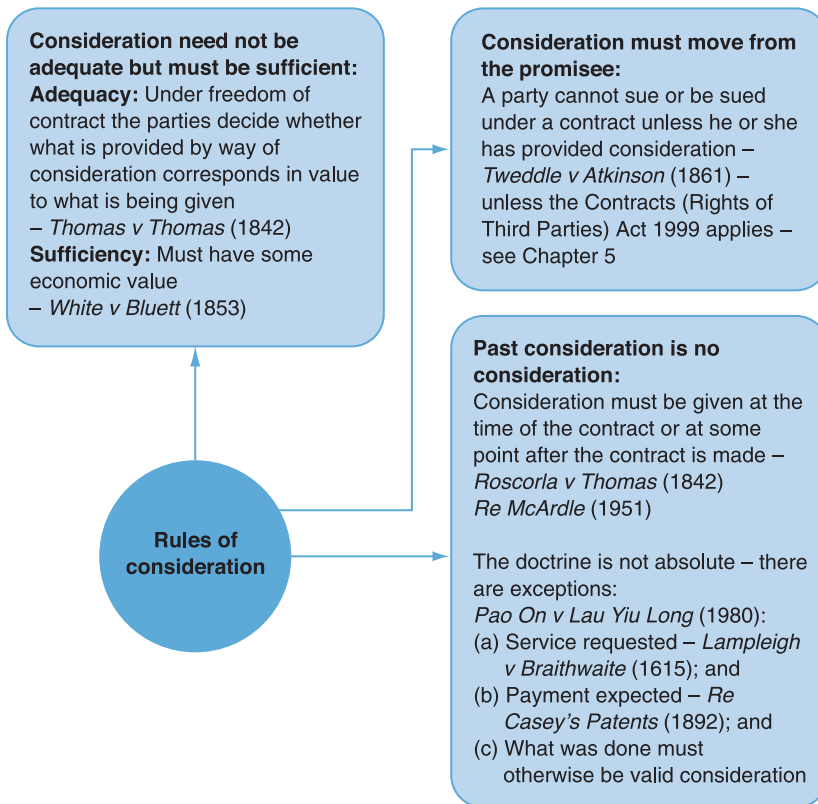 Consideration need not be
adequate but must be sufficient:
Adequacy: Under freedom of
contract the parties decide whether
what is provided by way of
consideration corresponds in value
to what is being given
– Thomas v Thomas (1842)
Sufficiency: Must have some
economic value
– White v Bluett (1853)
Consideration must move from
the promisee:
A party cannot sue or be sued
under a contract unless he or she
has provided consideration –
Tweddle v Atkinson (1861) –
unless the Contracts (Rights of
Third Parties) Act 1999 applies –
see Chapter 5
Rules of
consideration
Past consideration is no
consideration:
Consideration must be given at the
time of the contract or at some
point after the contract is made –
Roscorla v Thomas (1842)
Re McArdle (1951)
The doctrine is not absolute – there
are exceptions:
Pao On v Lau Yiu Long (1980):
(a) Service requested – Lampleigh
v Braithwaite (1615); and
(b) Payment expected – Re
Casey's Patents (1892); and
(c) What was done must
otherwise be valid consideration